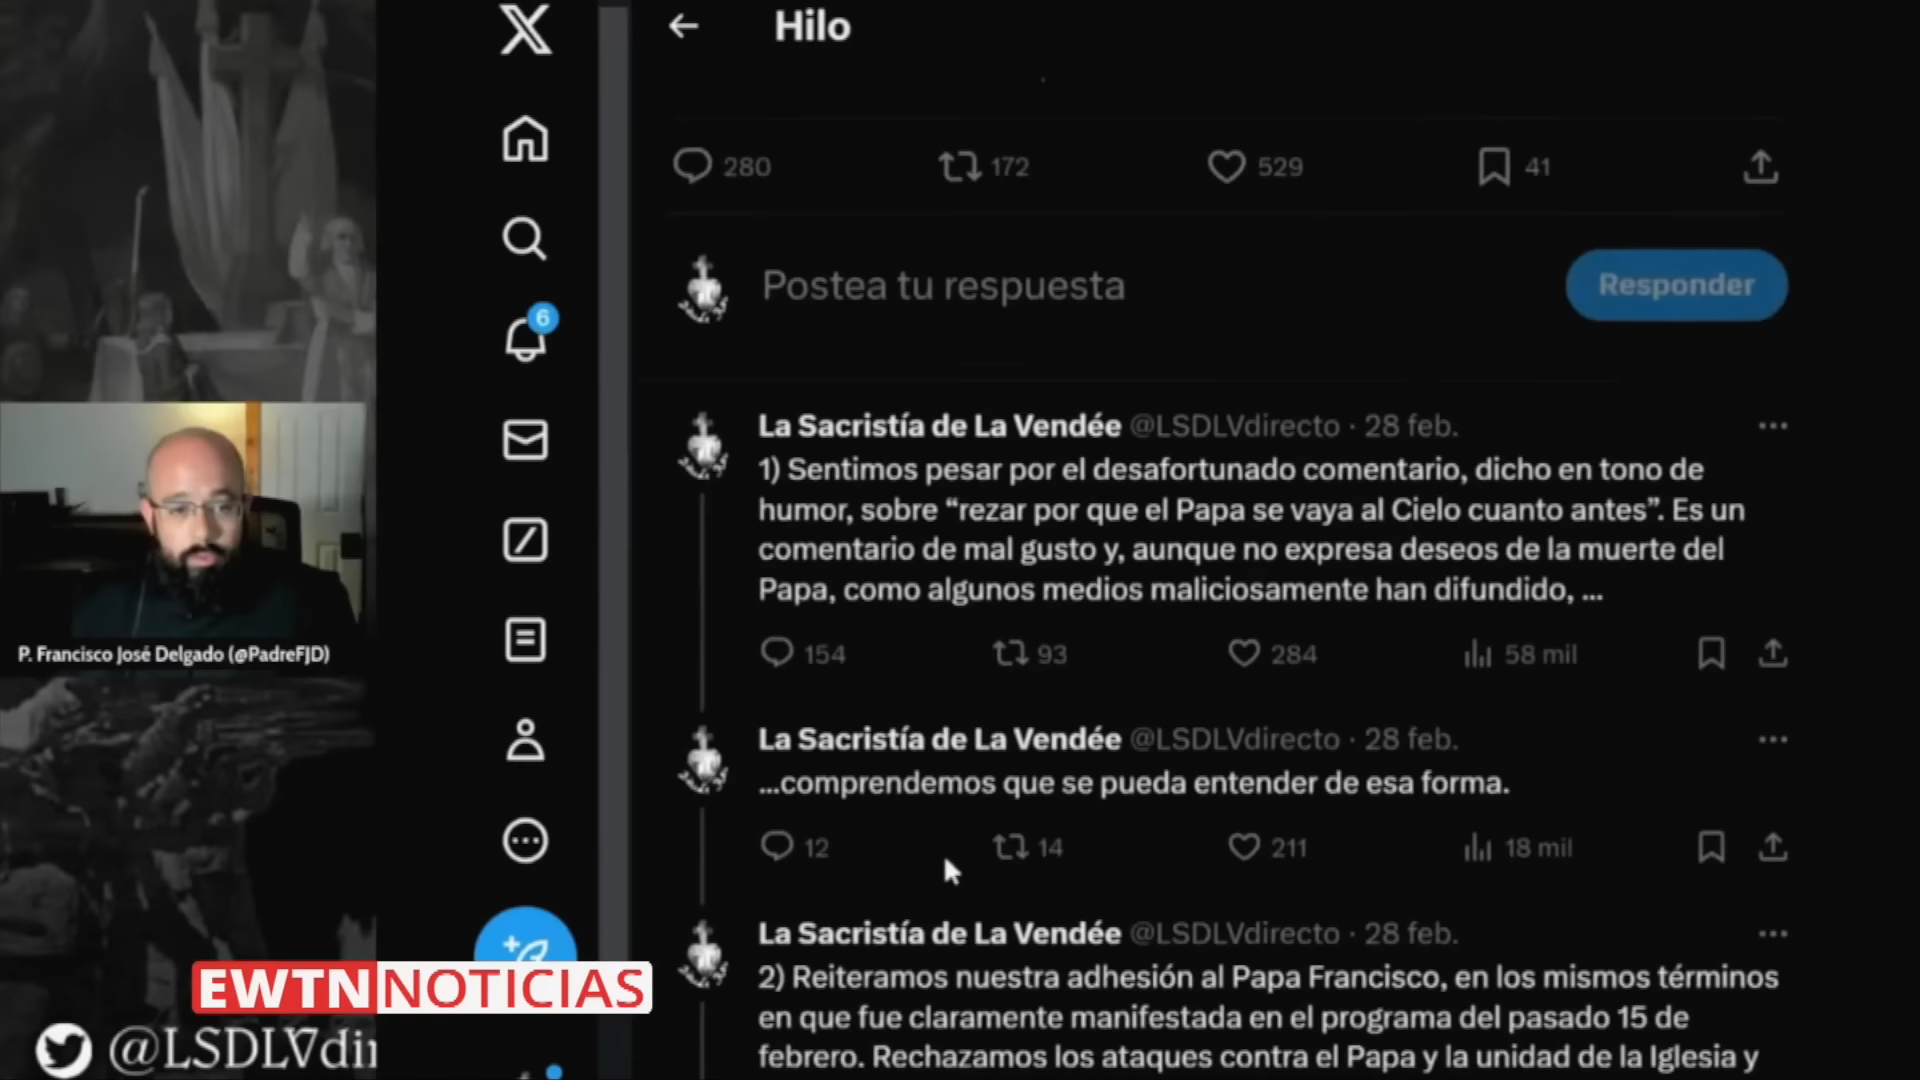 Hilo
280 172 529 41
Postea tu respuesta
Responder
6
La Sacristía de La Vendée @LSDLVdirecto · 28 feb.
1) Sentimos pesar por el desafortunado comentario, dicho en tono de
humor, sobre “rezar por que el Papa se vaya al Cielo cuanto antes”. Es un
comentario de mal gusto y, aunque no expresa deseos de la muerte del
Papa, como algunos medios maliciosamente han difundido, ...
154 93 284 58 mil
P. Francisco José Delgado (@PadreFJD)
La Sacristía de La Vendée @LSDLVdirecto · 28 feb.
...comprendemos que se pueda entender de esa forma.
12 14 211 18 mil
La Sacristía de La Vendée @LSDLVdirecto · 28 feb.
2) Reiteramos nuestra adhesión al Papa Francisco, en los mismos términos
en que fue claramente manifestada en el programa del pasado 15 de
febrero. Rechazamos los ataques contra el Papa y la unidad de la Iglesia y
EWTN NOTICIAS
@LSDLVdir